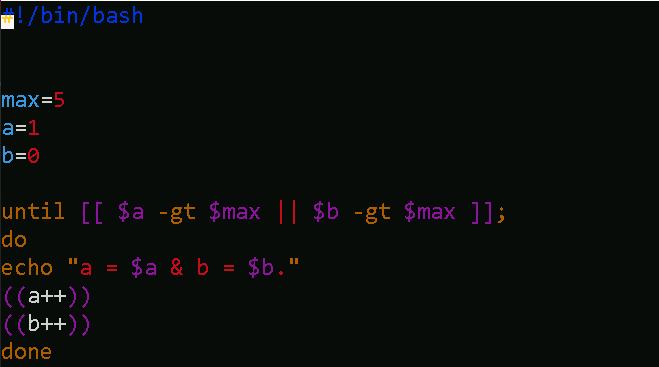 #!/bin/bash
max=5
a=1
b=0
until [[ $a -gt $max || $b -gt $max ]];
do
echo "a = $a & b = $b."
((a++))
((b++))
done